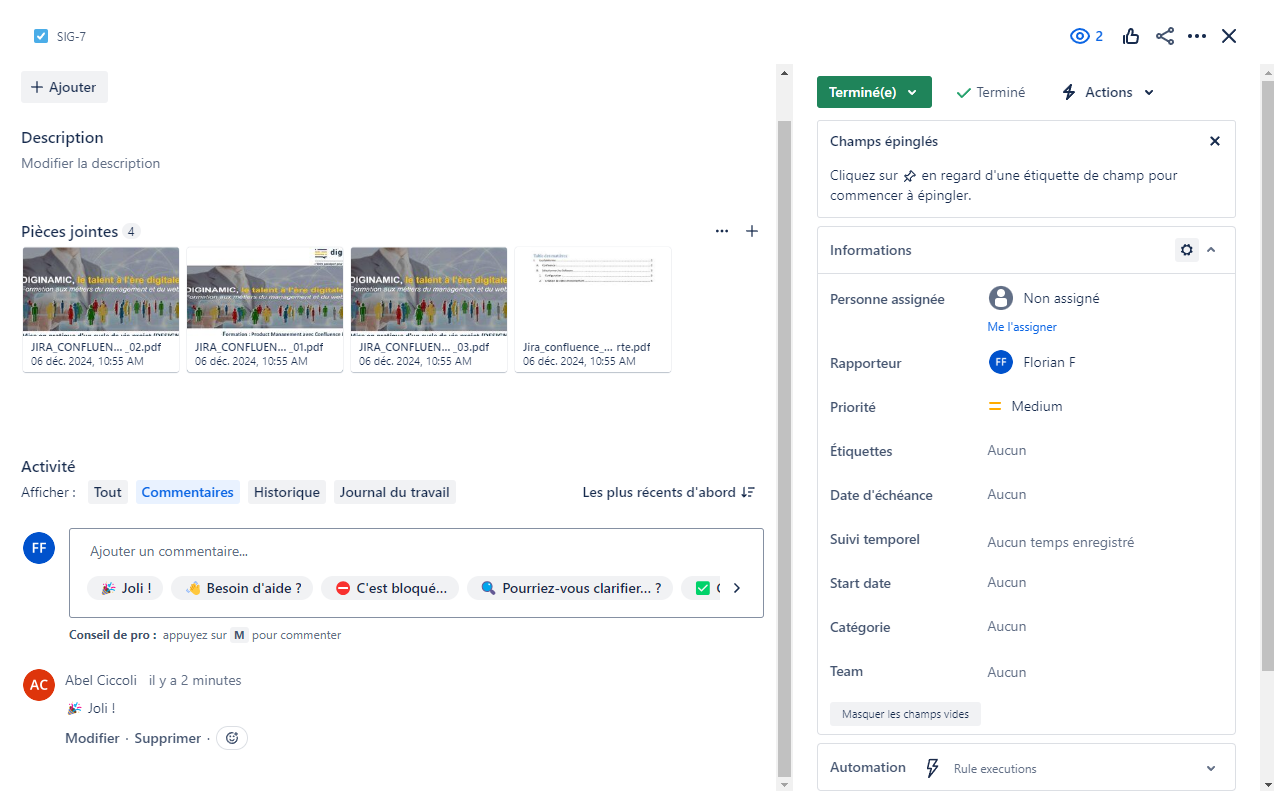 SIG-7
2
Ajouter
Description
Modifier la description
Pièces jointes 4
DIGINAMIC, le talent à l'ère digitale
Formation aux métiers du management et du web
JIRA_CONFLUEN... _02.pdf
06 déc. 2024, 10:55 AM
dig
DIGINAMIC, le talent à l'ère digitale
Formation aux métiers du management et du web
Formation : Product Management avec Confluence
JIRA_CONFLUEN... _01.pdf
06 déc. 2024, 10:55 AM
DIGINAMIC, le talent à l'ère digitale
Formation aux métiers du management et du web
JIRA_CONFLUEN... _03.pdf
06 déc. 2024, 10:55 AM
Jira_confluence_... rte.pdf
06 déc. 2024, 10:55 AM
Activité
Afficher : Tout Commentaires Historique Journal du travail Les plus récents d'abord
FF
Ajouter un commentaire...
🎉 Joli ! 👋 Besoin d'aide ? ⛔ C'est bloqué... 🔍 Pourriez-vous clarifier... ? ✅
Conseil de pro : appuyez sur M pour commenter
AC
Abel Ciccoli il y a 2 minutes
🎉 Joli !
Modifier · Supprimer ·
Terminé(e) Terminé Actions
Champs épinglés
Cliquez sur en regard d'une étiquette de champ pour
commencer à épingler.
Informations
Personne assignée Non assigné
Me l'assigner
Rapporteur FF Florian F
Priorité Medium
Étiquettes Aucun
Date d'échéance Aucun
Suivi temporel Aucun temps enregistré
Start date Aucun
Catégorie Aucun
Team Aucun
Masquer les champs vides
Automation Rule executions